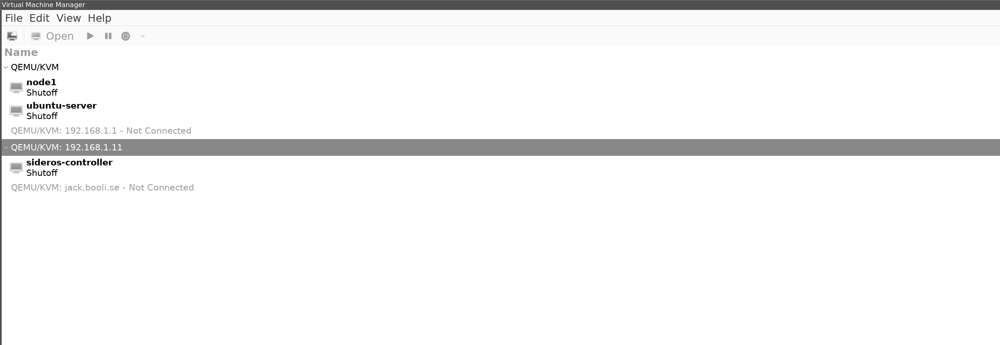 Virtual Machine Manager
File Edit View Help
Open
Name
QEMU/KVM
node1
Shutoff
ubuntu-server
Shutoff
QEMU/KVM: 192.168.1.1 - Not Connected
QEMU/KVM: 192.168.1.11
sideros-controller
Shutoff
QEMU/KVM: jack.booli.se - Not Connected